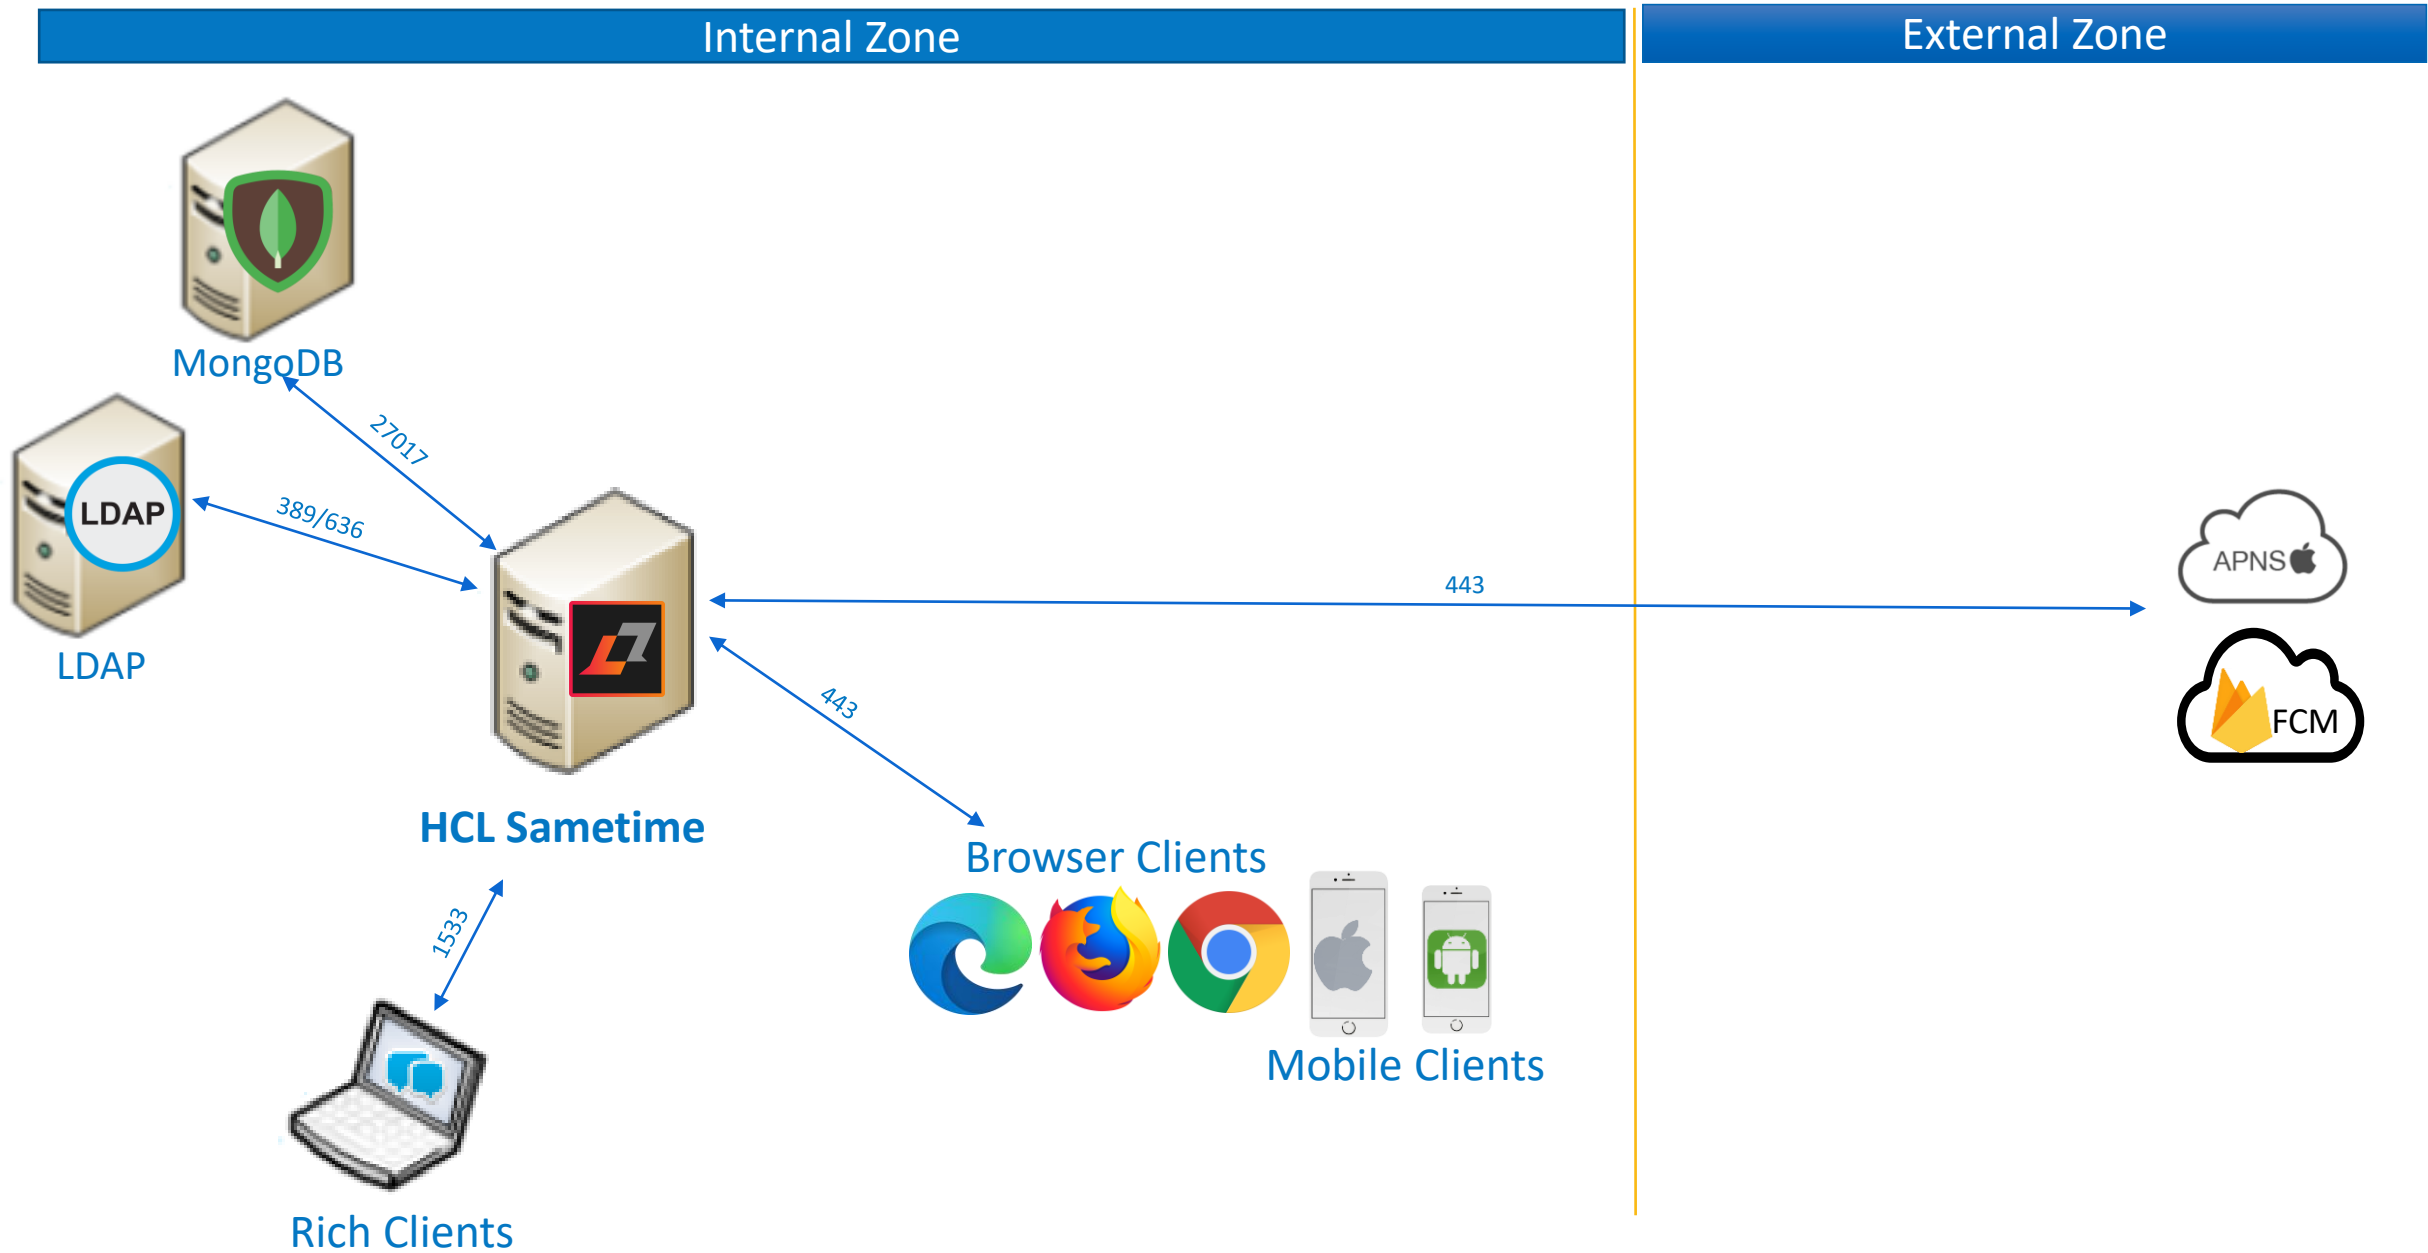 Internal Zone
External Zone
MongoDB
27017
LDAP
389/636
LDAP
443
APNS
FCM
443
HCL Sametime
1533
Browser Clients
Mobile Clients
Rich Clients